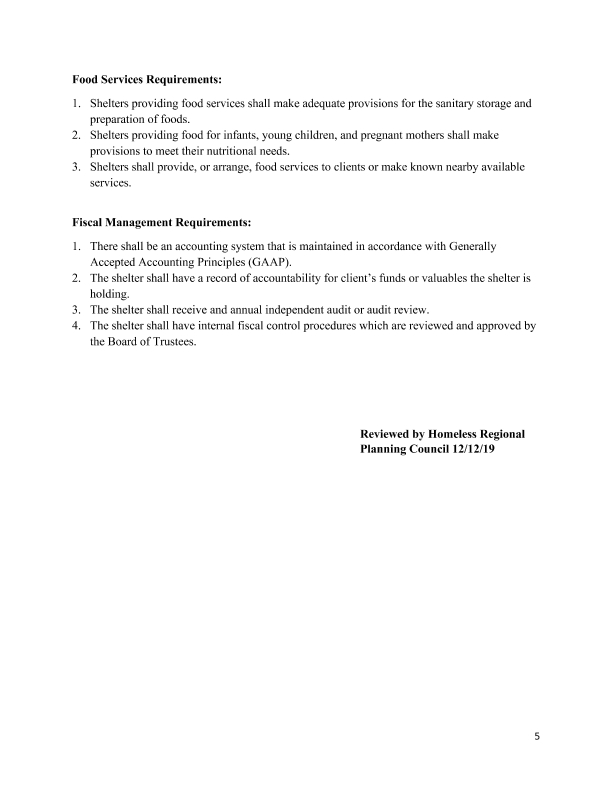 Food Services Requirements:
1. Shelters providing food services shall make adequate provisions for the sanitary storage and
preparation of foods.
2. Shelters providing food for infants, young children, and pregnant mothers shall make
provisions to meet their nutritional needs.
3. Shelters shall provide, or arrange, food services to clients or make known nearby available
services.
Fiscal Management Requirements:
1. There shall be an accounting system that is maintained in accordance with Generally
Accepted Accounting Principles (GAAP).
2. The shelter shall have a record of accountability for client’s funds or valuables the shelter is
holding.
3. The shelter shall receive and annual independent audit or audit review.
4. The shelter shall have internal fiscal control procedures which are reviewed and approved by
the Board of Trustees.
Reviewed by Homeless Regional
Planning Council 12/12/19
5